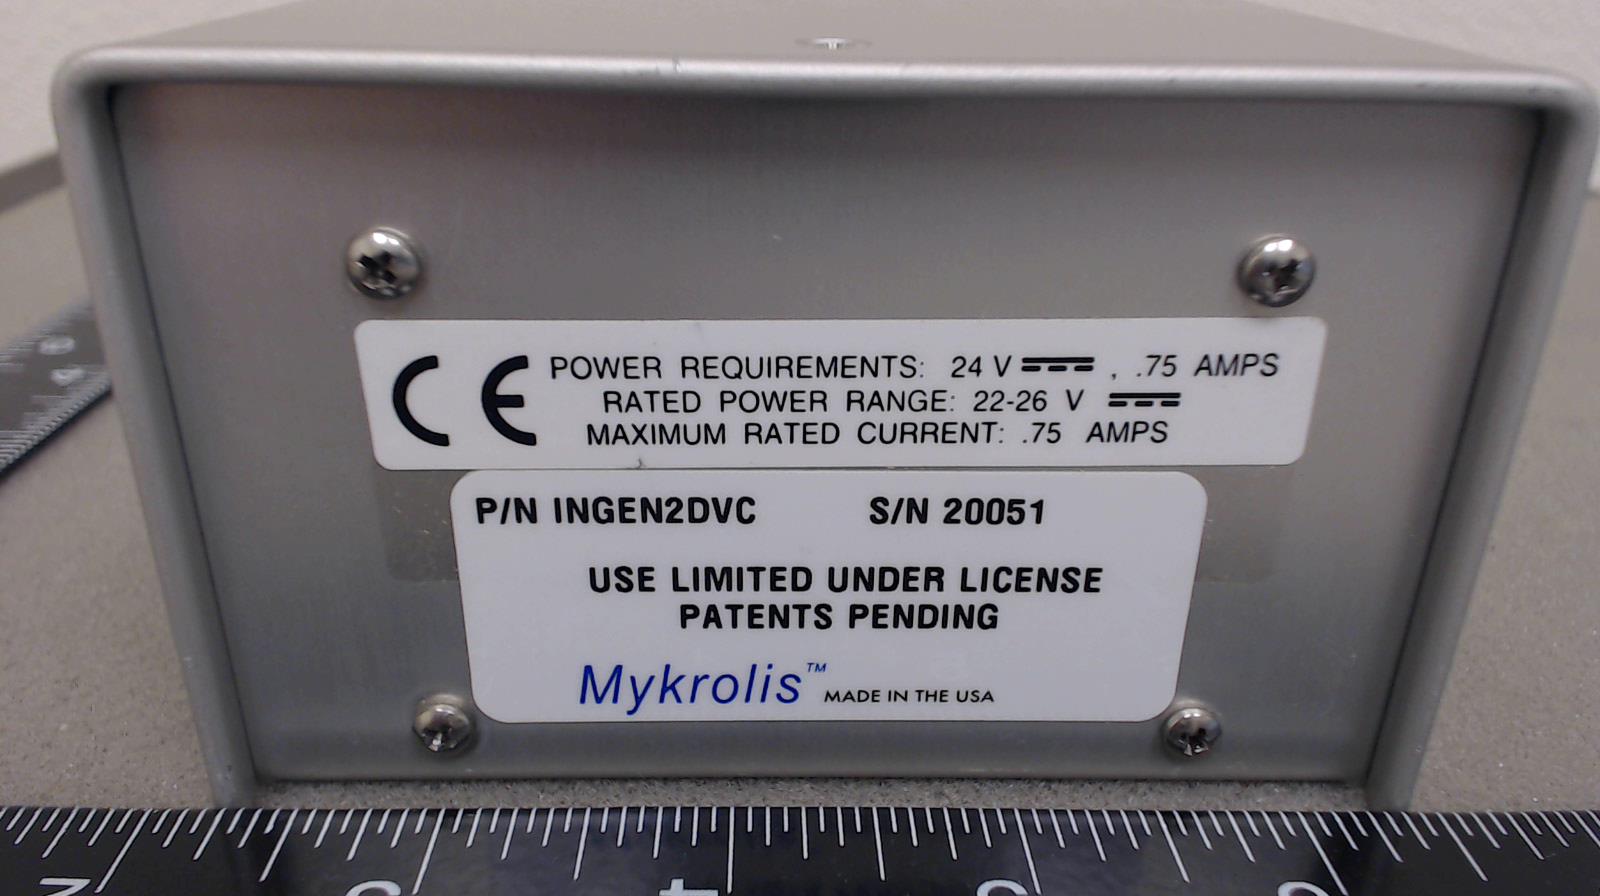 CE POWER REQUIREMENTS: 24 V ⎓ , .75 AMPS
RATED POWER RANGE: 22-26 V ⎓
MAXIMUM RATED CURRENT: .75 AMPS
P/N INGEN2DVC S/N 20051
USE LIMITED UNDER LICENSE
PATENTS PENDING
Mykrolis™ MADE IN THE USA